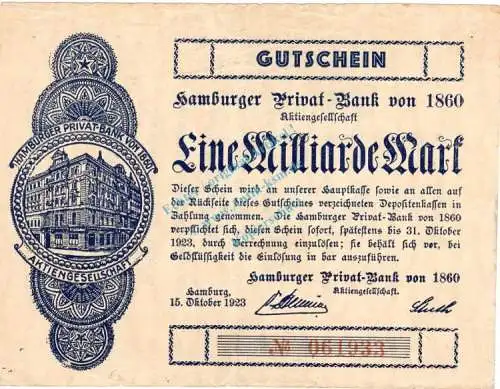 GUTSCHEIN
Hamburger Privat-Bank von 1860
Aktiengesellschaft
Eine Milliarde Mark
Dieser Schein wird an unserer Hauptkasse sowie an allen auf
der Rückseite dieses Gutscheines verzeichneten Depositenkassen in
Zahlung genommen. Die Hamburger Privat-Bank von 1860
verpflichtet sich, diesen Schein sofort, spätestens bis 31. Oktober
1923, durch Verrechnung einzulösen; sie behält sich vor, bei
Geldflüssigkeit die Einlösung in bar auszuführen.
Hamburger Privat-Bank von 1860
Aktiengesellschaft.
Hamburg,
15. Oktober 1923
№ 061933
HAMBURGER PRIVAT-BANK VON 1860
AKTIENGESELLSCHAFT